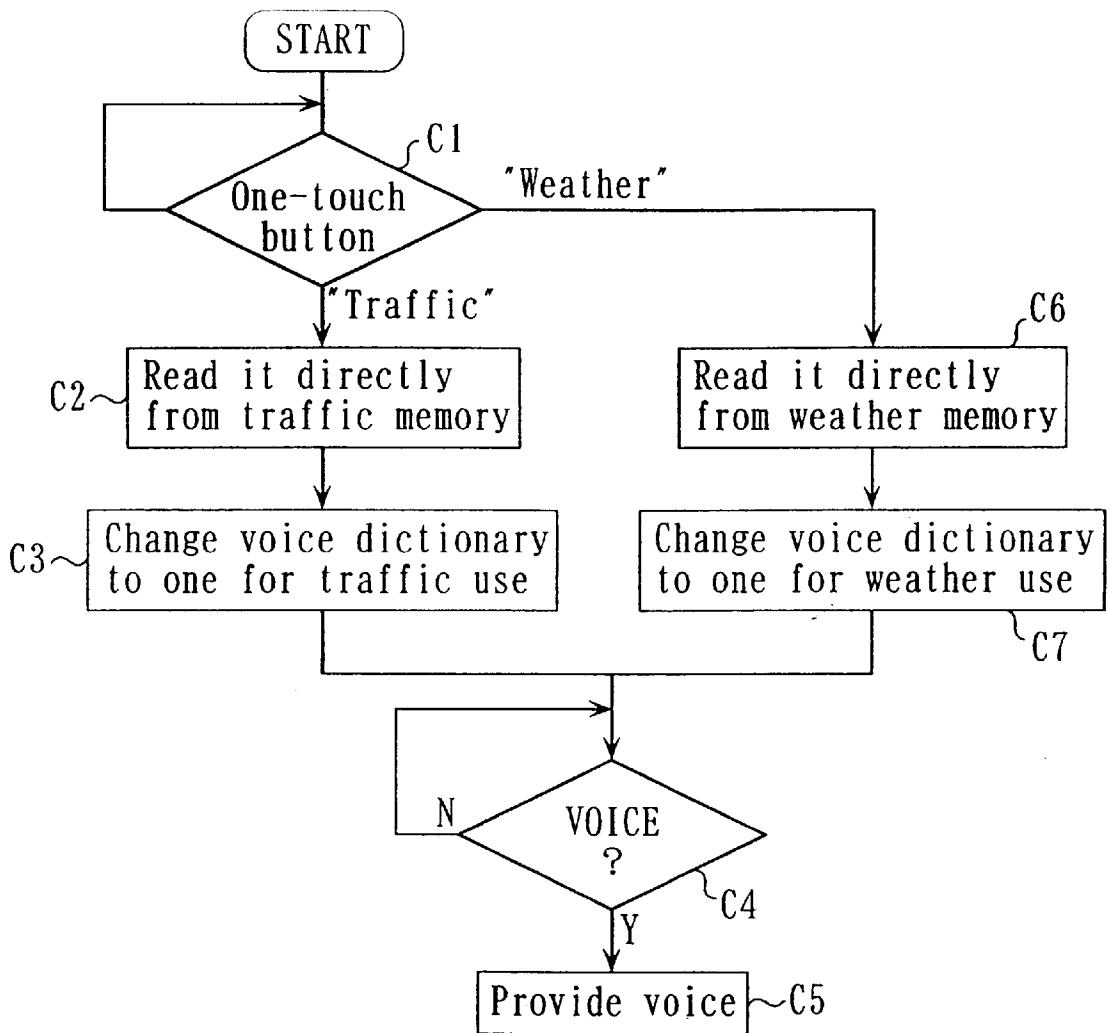 START
C1
"Weather"
One-touch
button
"Traffic"
C6
C2
Read it directly
from traffic memory
Read it directly
from weather memory
C3
Change voice dictionary
to one for traffic use
Change voice dictionary
to one for weather use
C7
N
VOICE
?
C4
Y
Provide voice
C5